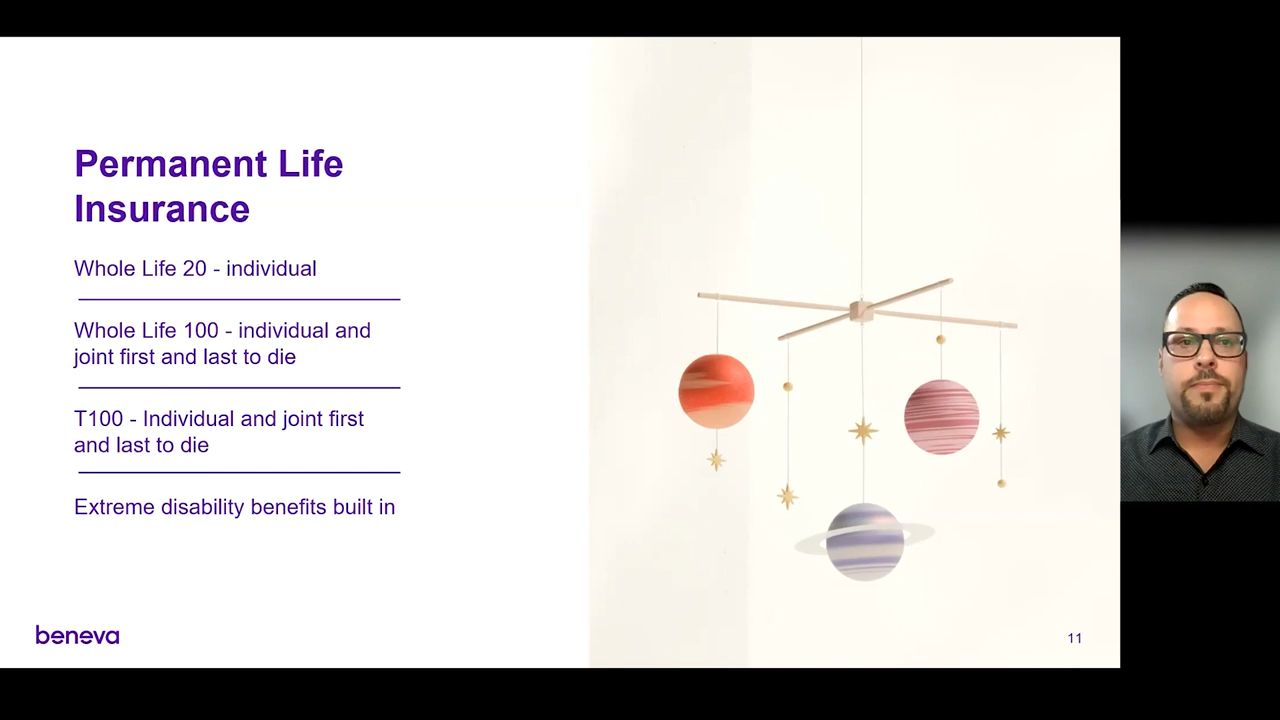 Permanent Life
Insurance
Whole Life 20 - individual
Whole Life 100 - individual and
joint first and last to die
T100 - Individual and joint first
and last to die
Extreme disability benefits built in
beneva
11